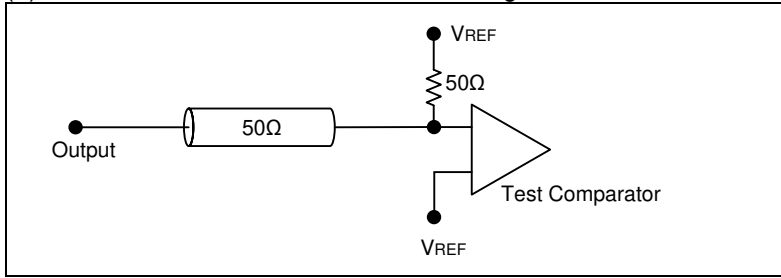 VREF
50Ω
50Ω
Output
Test Comparator
VREF